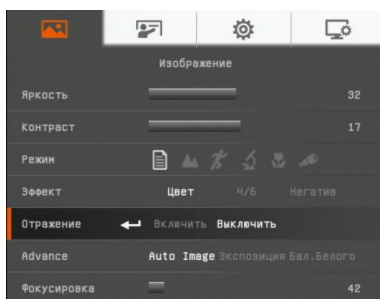 Изображение
Яркость 32
Контраст 17
Режим
Эффект Цвет Ч/Б Негатив
Отражение Включить Выключить
Advance Auto Image Экспозиция Бал.Белого
Фокусировка 42